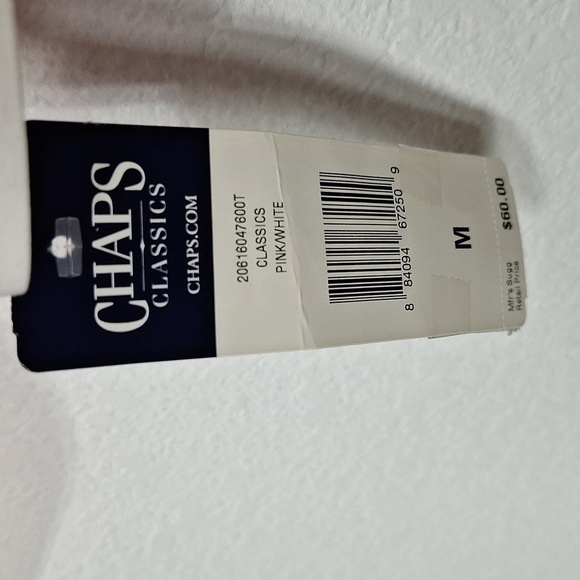 CHAPS
CLASSICS
CHAPS.COM
20616047600T
CLASSICS
PINK/WHITE
8 84094 67250 9
M
Mfr's Sugg
Retail Price
$60.00